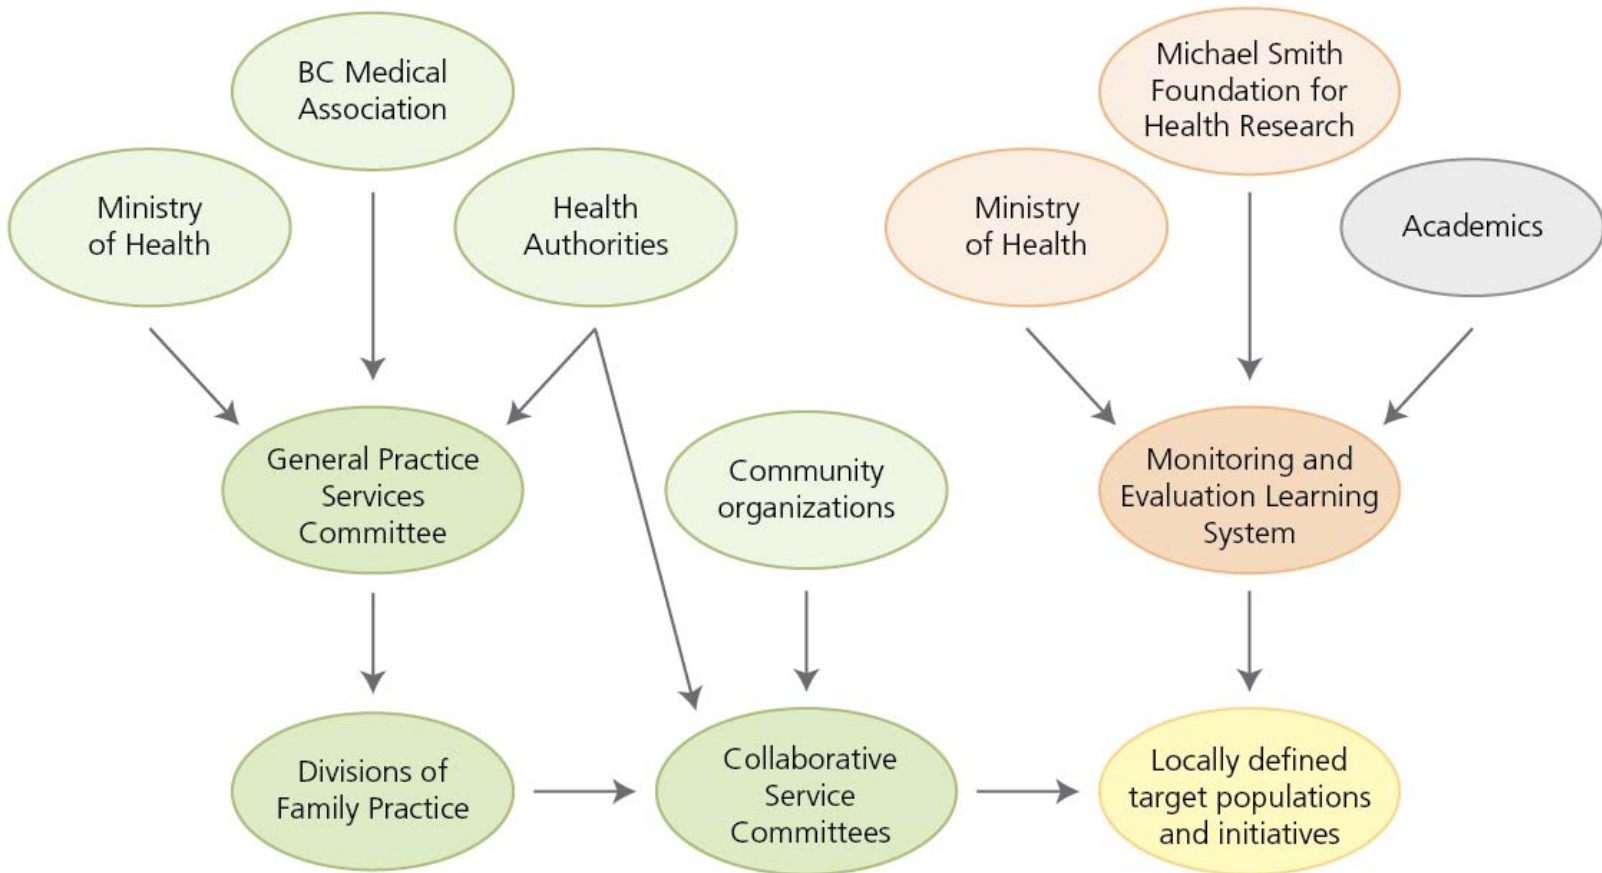 BC Medical
Association
Michael Smith
Foundation for
Health Research
Ministry
of Health
Health
Authorities
Ministry
of Health
Academics
General Practice
Services
Committee
Community
organizations
Monitoring and
Evaluation Learning
System
Divisions of
Family Practice
Collaborative
Service
Committees
Locally defined
target populations
and initiatives